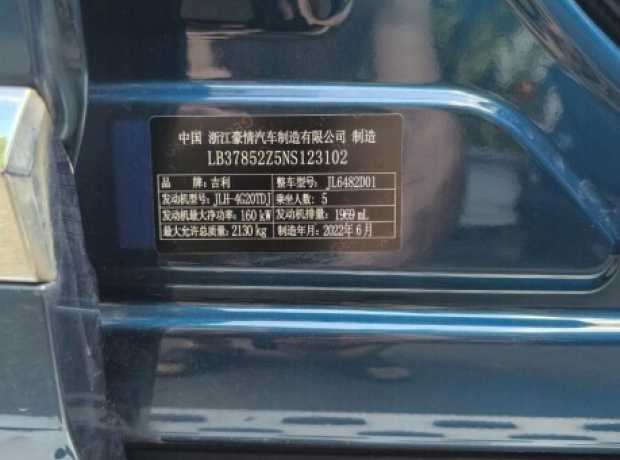 中国 浙江豪情汽车制造有限公司 制造
LB37852Z5NS123102
品 牌: 吉利 整车型号: JL6482D01
发动机型号: JLH-4G20TDJ 乘坐人数: 5
发动机最大净功率: 160 kW 发动机排量: 1969 mL
最大允许总质量: 2130 kg 制造年月: 2022年6月